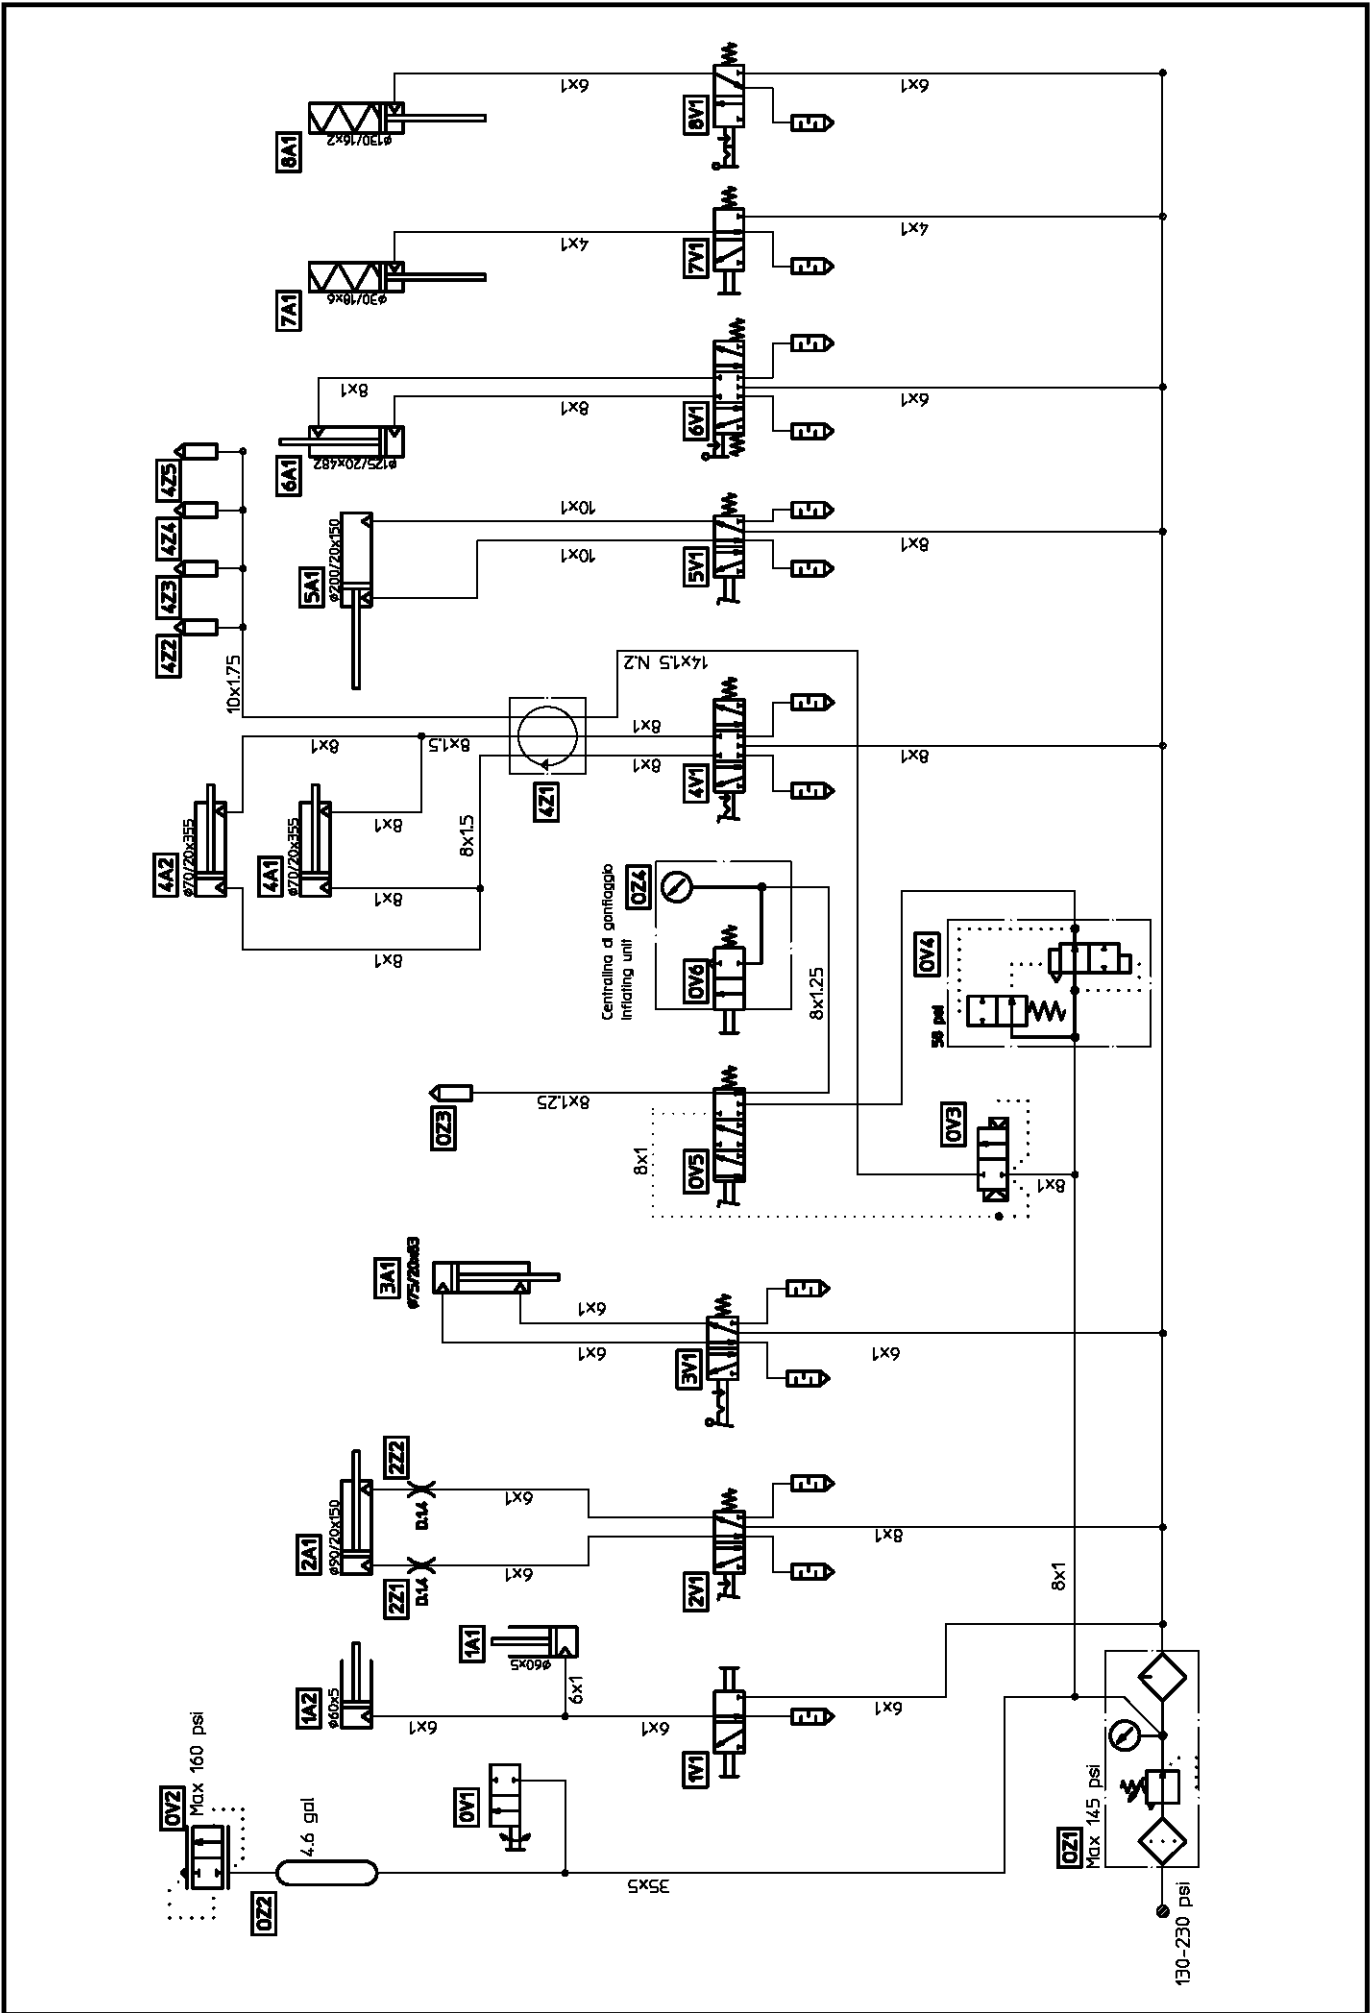 8A1
ø130/16x2
6x1
8V1
6x1
7A1
ø30/18x6
4x1
7V1
4x1
4Z5
4Z4
4Z3
4Z2
10x1.75
6A1
ø125/20x482
8x1
8x1
6V1
6x1
5A1
ø200/20x150
10x1
10x1
5V1
8x1
14x1.5 N.2
4A2
ø70/20x355
4A1
ø70/20x355
8x1
8x1.5
8x1
8x1
8x1.5
8x1
4Z1
8x1
8x1
4V1
8x1
Centralina di gonfiaggio
Inflating unit
0Z4
0V6
8x1.25
0V4
58 psi
0Z3
8x1.25
8x1
0V5
0V3
8x1
3A1
ø75/20x63
6x1
6x1
3V1
6x1
2A1
ø90/20x150
2Z2
D.1.4
2Z1
D.1.4
6x1
6x1
2V1
8x1
8x1
1A2
ø60x5
1A1
ø60x5
6x1
6x1
6x1
1V1
6x1
0V2
Max 160 psi
4.6 gal
0Z2
0V1
35x5
0Z1
Max 145 psi
130-230 psi